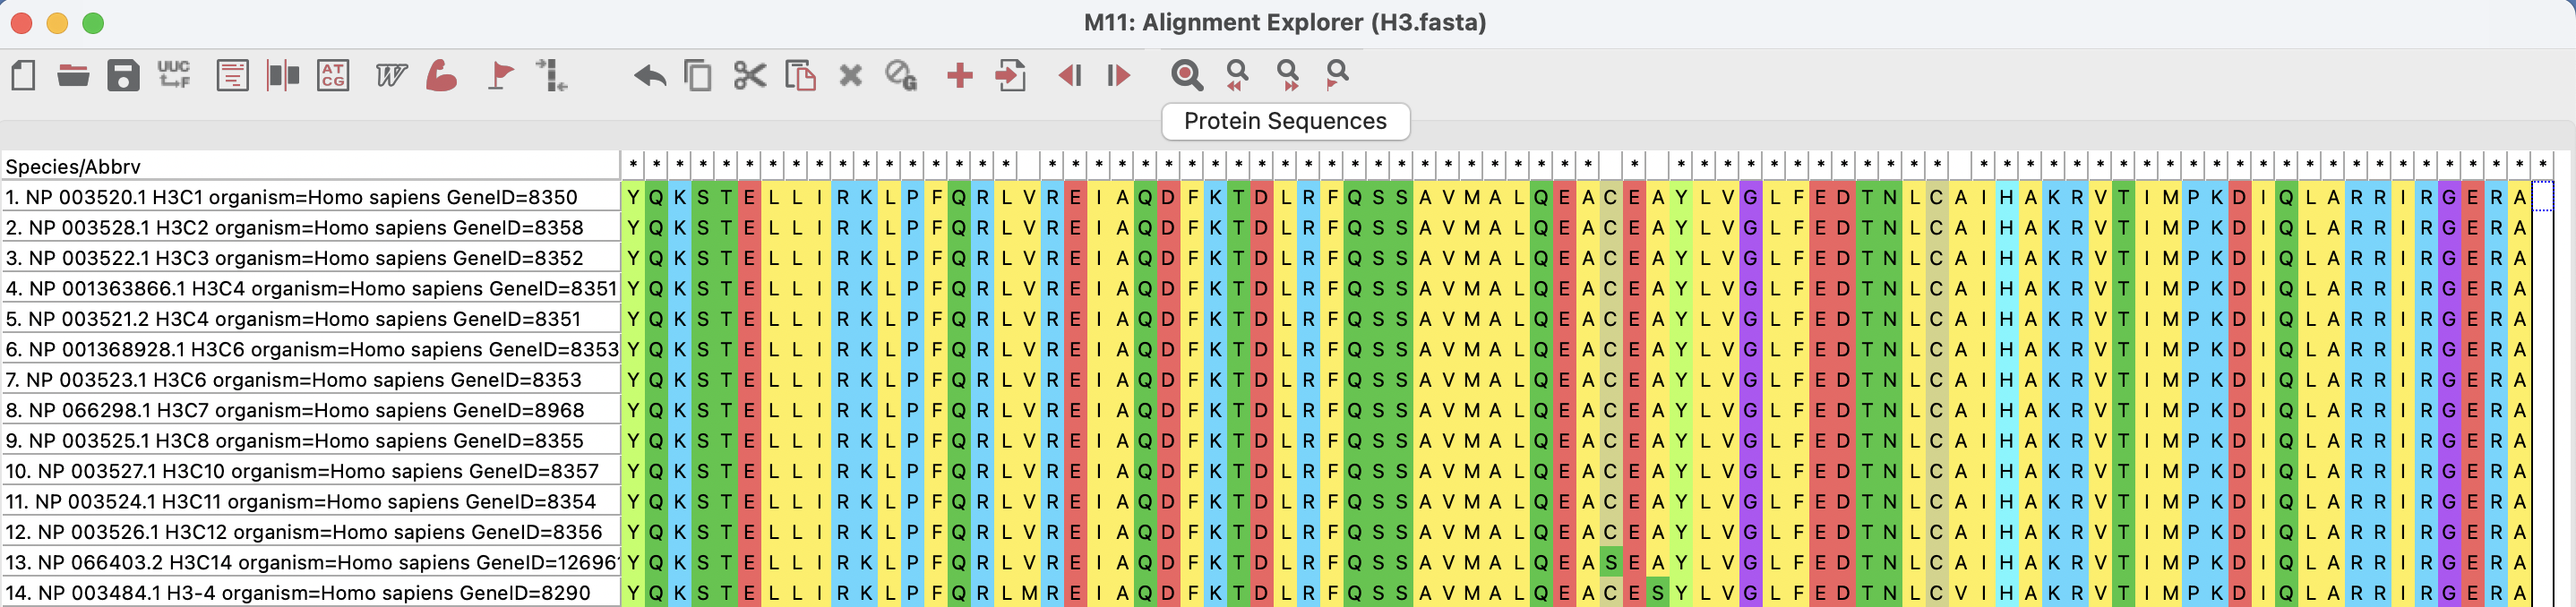 M11: Alignment Explorer (H3.fasta)
UUC
F
AT
CG
W
G
Protein Sequences
Species/Abbrv * * * * * * * * * * * * * * * * *   * * * * * * * * * * * * * * * * * * * * * * * *   *   * * * * * * * * * * * *   * * * * * * * * * * * * * * * * * * * * * * * * *
1. NP 003520.1 H3C1 organism=Homo sapiens GeneID=8350 Y Q K S T E L L I R K L P F Q R L V R E I A Q D F K T D L R F Q S S A V M A L Q E A C E A Y L V G L F E D T N L C A I H A K R V T I M P K D I Q L A R R I R G E R A
2. NP 003528.1 H3C2 organism=Homo sapiens GeneID=8358 Y Q K S T E L L I R K L P F Q R L V R E I A Q D F K T D L R F Q S S A V M A L Q E A C E A Y L V G L F E D T N L C A I H A K R V T I M P K D I Q L A R R I R G E R A
3. NP 003522.1 H3C3 organism=Homo sapiens GeneID=8352 Y Q K S T E L L I R K L P F Q R L V R E I A Q D F K T D L R F Q S S A V M A L Q E A C E A Y L V G L F E D T N L C A I H A K R V T I M P K D I Q L A R R I R G E R A
4. NP 001363866.1 H3C4 organism=Homo sapiens GeneID=8351 Y Q K S T E L L I R K L P F Q R L V R E I A Q D F K T D L R F Q S S A V M A L Q E A C E A Y L V G L F E D T N L C A I H A K R V T I M P K D I Q L A R R I R G E R A
5. NP 003521.2 H3C4 organism=Homo sapiens GeneID=8351 Y Q K S T E L L I R K L P F Q R L V R E I A Q D F K T D L R F Q S S A V M A L Q E A C E A Y L V G L F E D T N L C A I H A K R V T I M P K D I Q L A R R I R G E R A
6. NP 001368928.1 H3C6 organism=Homo sapiens GeneID=8353 Y Q K S T E L L I R K L P F Q R L V R E I A Q D F K T D L R F Q S S A V M A L Q E A C E A Y L V G L F E D T N L C A I H A K R V T I M P K D I Q L A R R I R G E R A
7. NP 003523.1 H3C6 organism=Homo sapiens GeneID=8353 Y Q K S T E L L I R K L P F Q R L V R E I A Q D F K T D L R F Q S S A V M A L Q E A C E A Y L V G L F E D T N L C A I H A K R V T I M P K D I Q L A R R I R G E R A
8. NP 066298.1 H3C7 organism=Homo sapiens GeneID=8968 Y Q K S T E L L I R K L P F Q R L V R E I A Q D F K T D L R F Q S S A V M A L Q E A C E A Y L V G L F E D T N L C A I H A K R V T I M P K D I Q L A R R I R G E R A
9. NP 003525.1 H3C8 organism=Homo sapiens GeneID=8355 Y Q K S T E L L I R K L P F Q R L V R E I A Q D F K T D L R F Q S S A V M A L Q E A C E A Y L V G L F E D T N L C A I H A K R V T I M P K D I Q L A R R I R G E R A
10. NP 003527.1 H3C10 organism=Homo sapiens GeneID=8357 Y Q K S T E L L I R K L P F Q R L V R E I A Q D F K T D L R F Q S S A V M A L Q E A C E A Y L V G L F E D T N L C A I H A K R V T I M P K D I Q L A R R I R G E R A
11. NP 003524.1 H3C11 organism=Homo sapiens GeneID=8354 Y Q K S T E L L I R K L P F Q R L V R E I A Q D F K T D L R F Q S S A V M A L Q E A C E A Y L V G L F E D T N L C A I H A K R V T I M P K D I Q L A R R I R G E R A
12. NP 003526.1 H3C12 organism=Homo sapiens GeneID=8356 Y Q K S T E L L I R K L P F Q R L V R E I A Q D F K T D L R F Q S S A V M A L Q E A C E A Y L V G L F E D T N L C A I H A K R V T I M P K D I Q L A R R I R G E R A
13. NP 066403.2 H3C14 organism=Homo sapiens GeneID=126961 Y Q K S T E L L I R K L P F Q R L V R E I A Q D F K T D L R F Q S S A V M A L Q E A S E A Y L V G L F E D T N L C A I H A K R V T I M P K D I Q L A R R I R G E R A
14. NP 003484.1 H3-4 organism=Homo sapiens GeneID=8290 Y Q K S T E L L I R K L P F Q R L M R E I A Q D F K T D L R F Q S S A V M A L Q E A C E S Y L V G L F E D T N L C V I H A K R V T I M P K D I Q L A R R I R G E R A